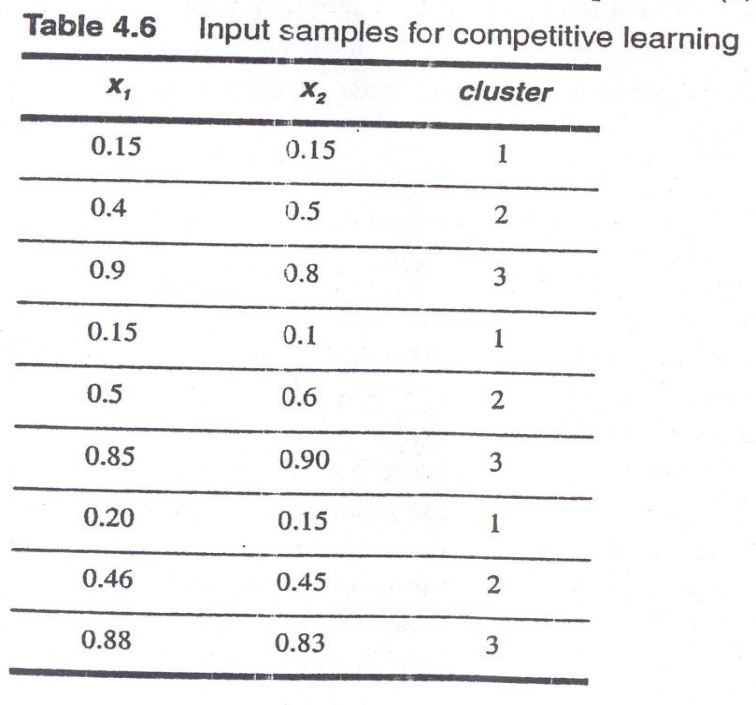 Table 4.6 Input samples for competitive learning
x₁ x₂ cluster
0.15 0.15 1
0.4 0.5 2
0.9 0.8 3
0.15 0.1 1
0.5 0.6 2
0.85 0.90 3
0.20 0.15 1
0.46 0.45 2
0.88 0.83 3